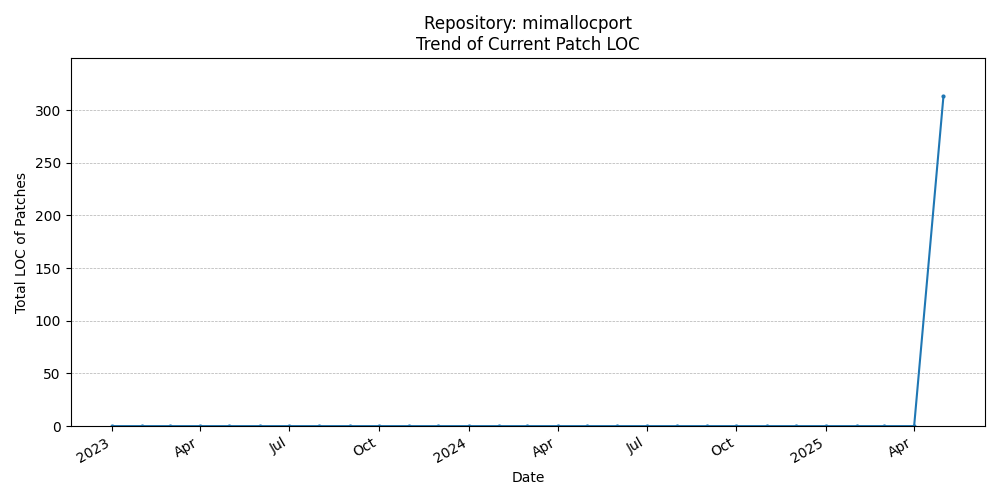 Repository: mimallocport
Trend of Current Patch LOC
Total LOC of Patches
300
250
200
150
100
50
0
2023
Apr
Jul
Oct
2024
Apr
Jul
Oct
2025
Apr
Date